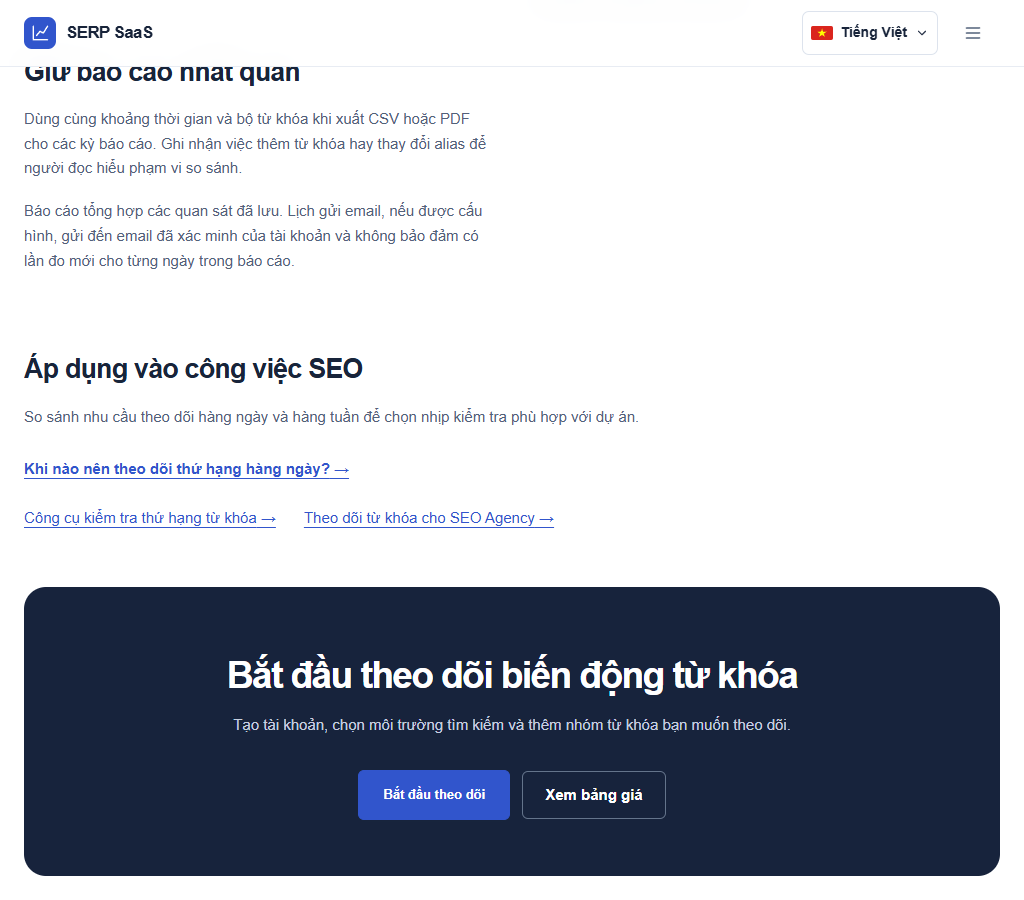 SERP SaaS
Tiếng Việt
Giữ báo cáo nhất quán
Dùng cùng khoảng thời gian và bộ từ khóa khi xuất CSV hoặc PDF
cho các kỳ báo cáo. Ghi nhận việc thêm từ khóa hay thay đổi alias để
người đọc hiểu phạm vi so sánh.
Báo cáo tổng hợp các quan sát đã lưu. Lịch gửi email, nếu được cấu
hình, gửi đến email đã xác minh của tài khoản và không bảo đảm có
lần đo mới cho từng ngày trong báo cáo.
Áp dụng vào công việc SEO
So sánh nhu cầu theo dõi hàng ngày và hàng tuần để chọn nhịp kiểm tra phù hợp với dự án.
Khi nào nên theo dõi thứ hạng hàng ngày? →
Công cụ kiểm tra thứ hạng từ khóa → Theo dõi từ khóa cho SEO Agency →
Bắt đầu theo dõi biến động từ khóa
Tạo tài khoản, chọn môi trường tìm kiếm và thêm nhóm từ khóa bạn muốn theo dõi.
Bắt đầu theo dõi Xem bảng giá